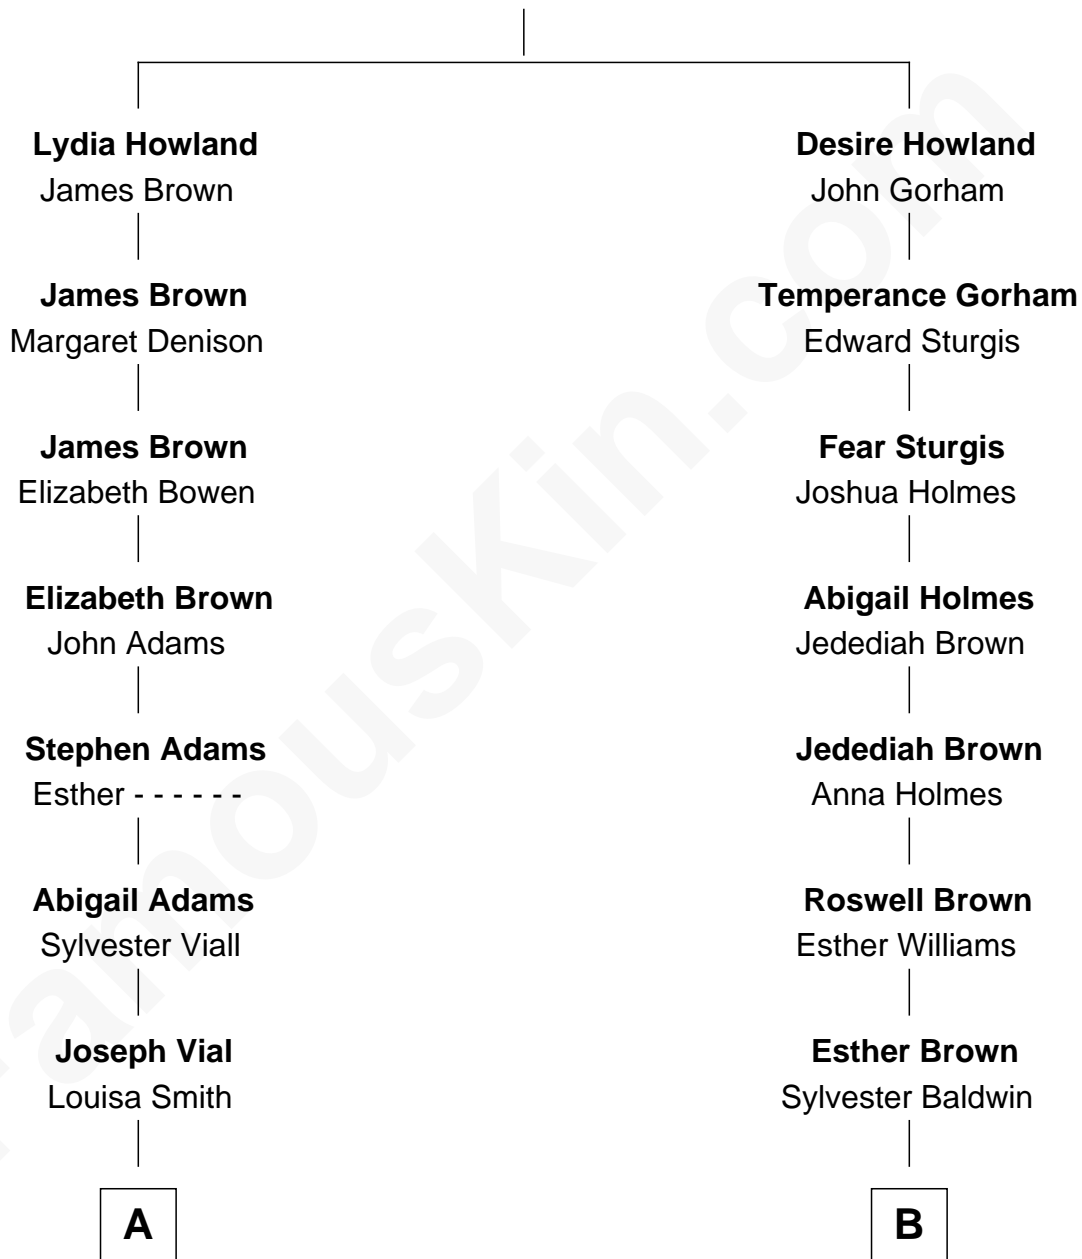 Lydia Howland
James Brown
James Brown
Margaret Denison
James Brown
Elizabeth Bowen
Elizabeth Brown
John Adams
Stephen Adams
Esther - - - - - -
Abigail Adams
Sylvester Viall
Joseph Vial
Louisa Smith
A
Desire Howland
John Gorham
Temperance Gorham
Edward Sturgis
Fear Sturgis
Joshua Holmes
Abigail Holmes
Jedediah Brown
Jedediah Brown
Anna Holmes
Roswell Brown
Esther Williams
Esther Brown
Sylvester Baldwin
B
FamousKin.com